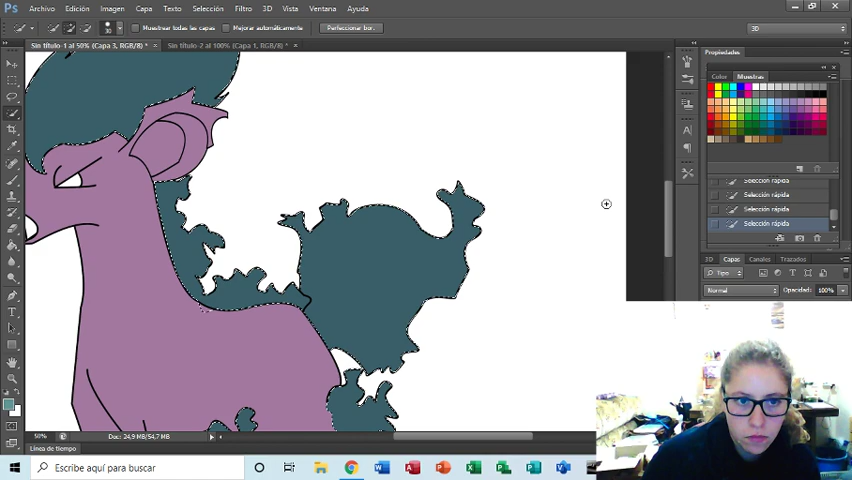 Ps Archivo Edición Imagen Capa Texto Selección Filtro 3D Vista Ventana Ayuda
30 Muestrear todas las capas Mejorar automáticamente Perfeccionar bor... 3D
Sin título-1 al 50% (Capa 3, RGB/8) * × Sin título-2 al 100% (Capa 1, RGB/8) * ×
Propiedades
Color Muestras
Selección rápida
Selección rápida
Selección rápida
Selección rápida
3D Capas Canales Trazados
Tipo
Normal Opacidad: 100%
50% Doc: 24,9 MB/54,7 MB
Línea de tiempo
Escribe aquí para buscar